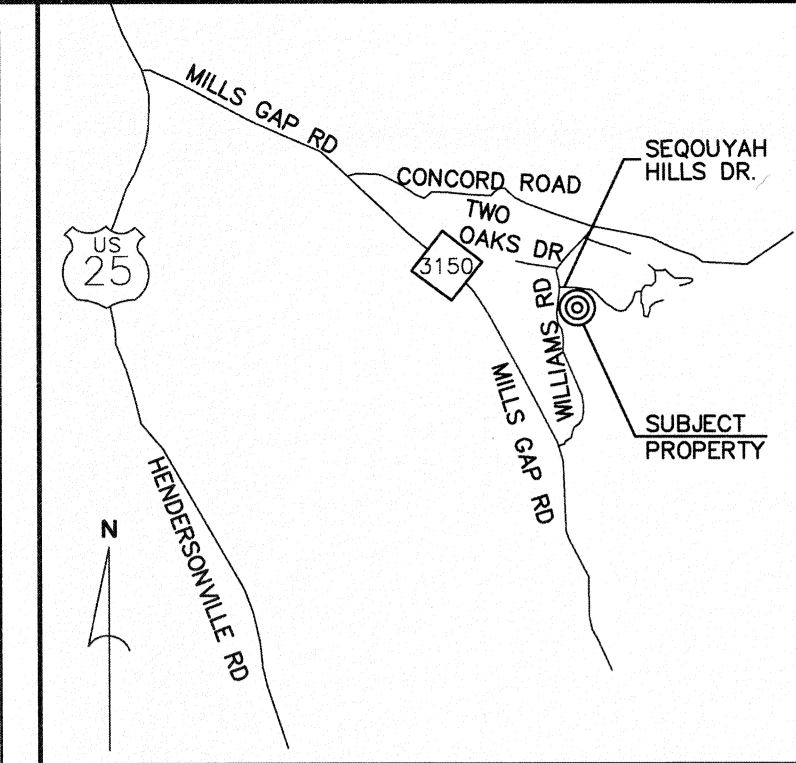 MILLS GAP RD
SEQOUYAH
HILLS DR.
CONCORD ROAD
TWO
OAKS DR
US
25
3150
WILLIAMS RD
MILLS GAP RD
SUBJECT
PROPERTY
HENDERSONVILLE RD
N